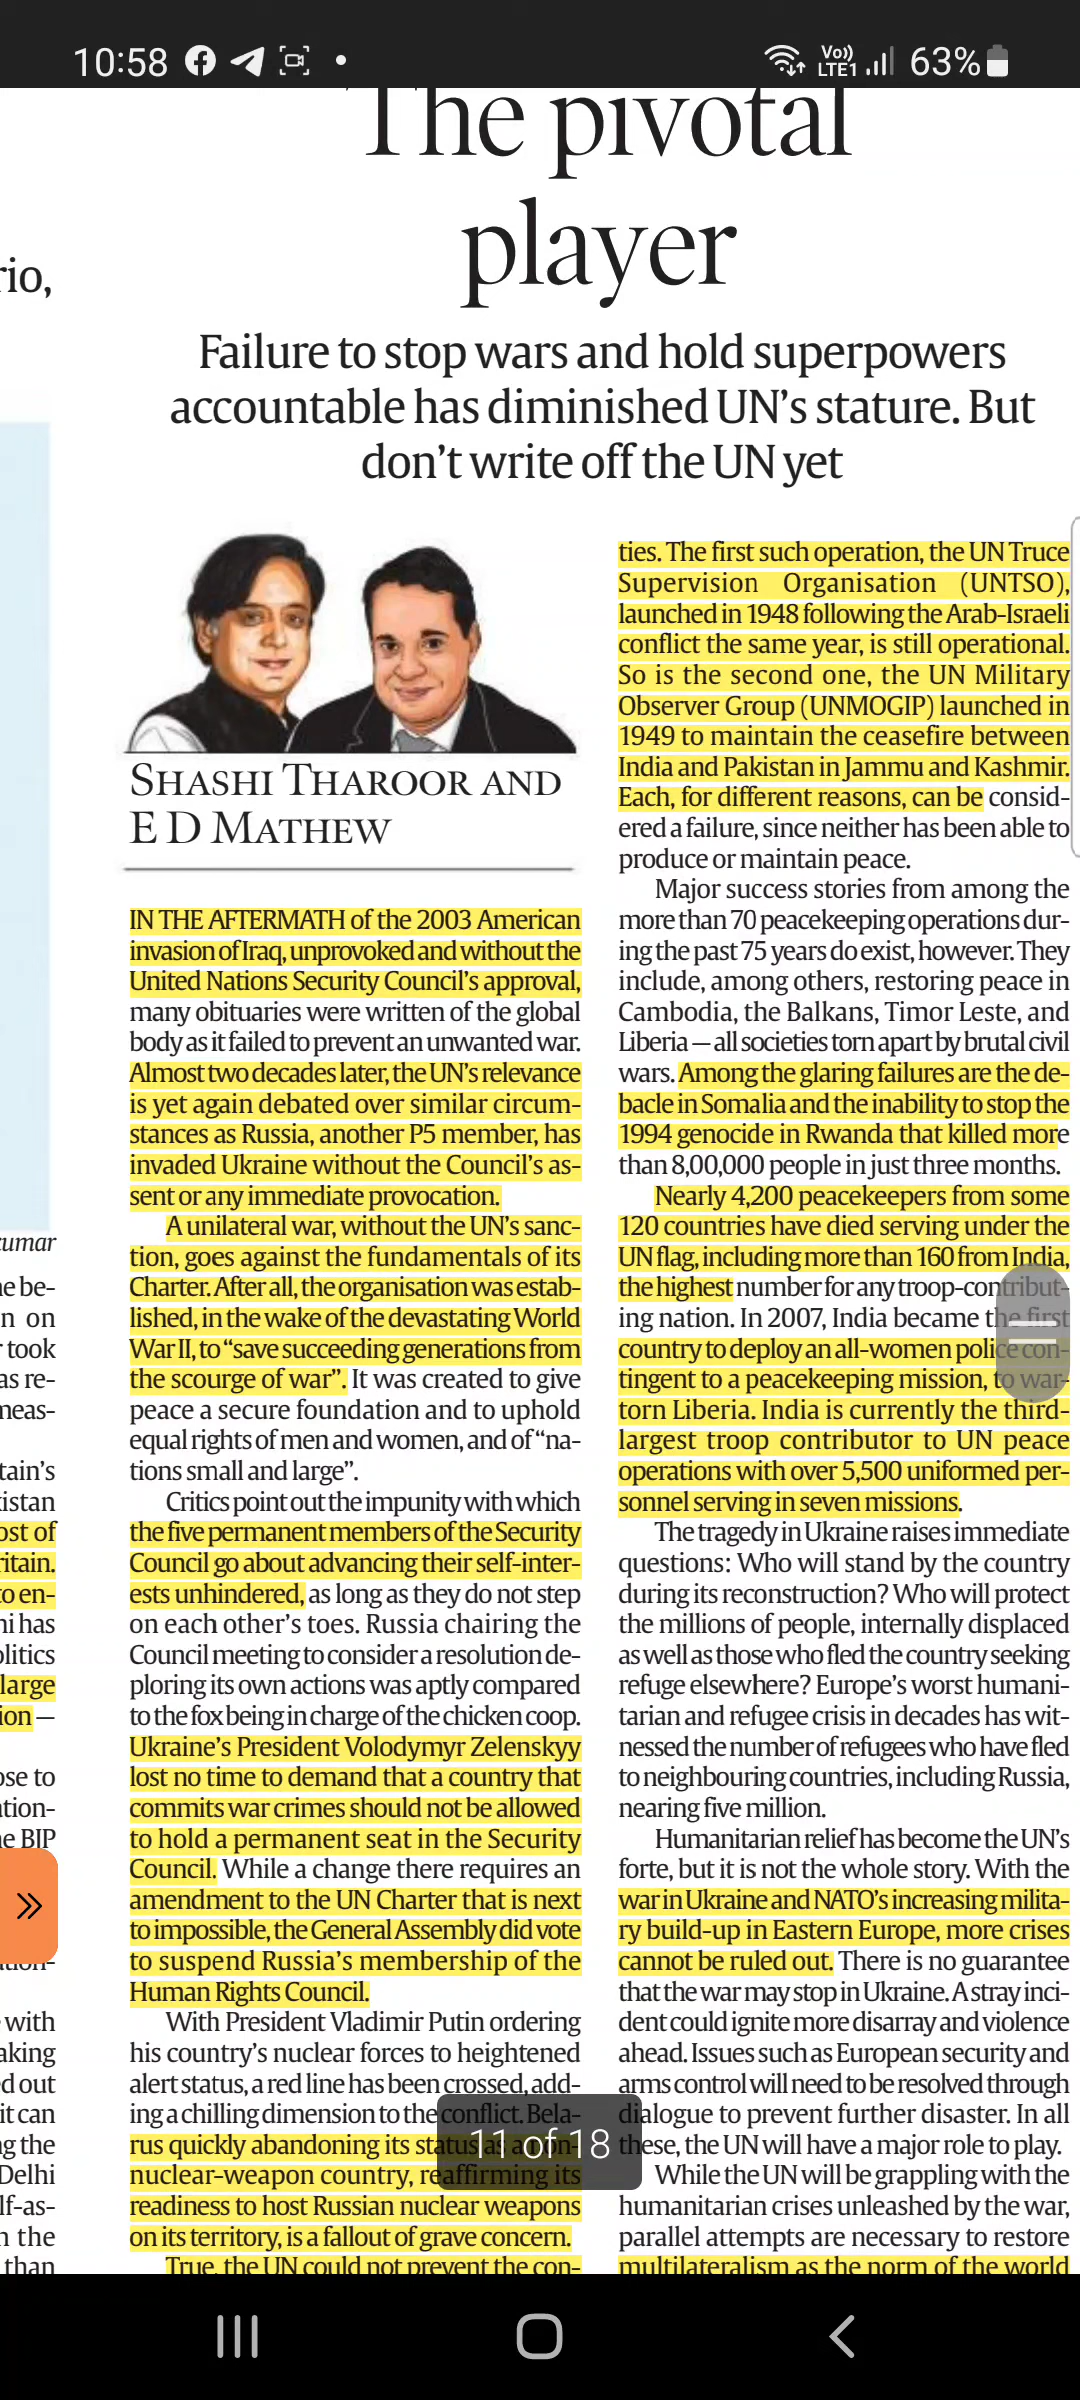 10:58
Vo)) LTE1 63%
The pivotal
player
Failure to stop wars and hold superpowers
accountable has diminished UN's stature. But
don't write off the UN yet
SHASHI THAROOR AND
E D MATHEW
IN THE AFTERMATH of the 2003 American
invasion of Iraq, unprovoked and without the
United Nations Security Council's approval,
many obituaries were written of the global
body as it failed to prevent an unwanted war.
Almost two decades later, the UN's relevance
is yet again debated over similar circum-
stances as Russia, another P5 member, has
invaded Ukraine without the Council's as-
sent or any immediate provocation.
A unilateral war, without the UN's sanc-
tion, goes against the fundamentals of its
Charter. After all, the organisation was estab-
lished, in the wake of the devastating World
War II, to “save succeeding generations from
the scourge of war”. It was created to give
peace a secure foundation and to uphold
equal rights of men and women, and of “na-
tions small and large”.
Critics point out the impunity with which
the five permanent members of the Security
Council go about advancing their self-inter-
ests unhindered, as long as they do not step
on each other's toes. Russia chairing the
Council meeting to consider a resolution de-
ploring its own actions was aptly compared
to the fox being in charge of the chicken coop.
Ukraine's President Volodymyr Zelenskyy
lost no time to demand that a country that
commits war crimes should not be allowed
to hold a permanent seat in the Security
Council. While a change there requires an
amendment to the UN Charter that is next
to impossible, the General Assembly did vote
to suspend Russia's membership of the
Human Rights Council.
With President Vladimir Putin ordering
his country's nuclear forces to heightened
alert status, a red line has been crossed, add-
ing a chilling dimension to the conflict. Bela-
rus quickly abandoning its status as a non-
nuclear-weapon country, reaffirming its
readiness to host Russian nuclear weapons
on its territory, is a fallout of grave concern.
True, the UN could not prevent the con-
ties. The first such operation, the UN Truce
Supervision Organisation (UNTSO),
launched in 1948 following the Arab-Israeli
conflict the same year, is still operational.
So is the second one, the UN Military
Observer Group (UNMOGIP) launched in
1949 to maintain the ceasefire between
India and Pakistan in Jammu and Kashmir.
Each, for different reasons, can be consid-
ered a failure, since neither has been able to
produce or maintain peace.
Major success stories from among the
more than 70 peacekeeping operations dur-
ing the past 75 years do exist, however. They
include, among others, restoring peace in
Cambodia, the Balkans, Timor Leste, and
Liberia — all societies torn apart by brutal civil
wars. Among the glaring failures are the de-
bacle in Somalia and the inability to stop the
1994 genocide in Rwanda that killed more
than 8,00,000 people in just three months.
Nearly 4,200 peacekeepers from some
120 countries have died serving under the
UN flag, including more than 160 from India,
the highest number for any troop-contribut-
ing nation. In 2007, India became the first
country to deploy an all-women police con-
tingent to a peacekeeping mission, to war-
torn Liberia. India is currently the third-
largest troop contributor to UN peace
operations with over 5,500 uniformed per-
sonnel serving in seven missions.
The tragedy in Ukraine raises immediate
questions: Who will stand by the country
during its reconstruction? Who will protect
the millions of people, internally displaced
as well as those who fled the country seeking
refuge elsewhere? Europe's worst humani-
tarian and refugee crisis in decades has wit-
nessed the number of refugees who have fled
to neighbouring countries, including Russia,
nearing five million.
Humanitarian relief has become the UN's
forte, but it is not the whole story. With the
war in Ukraine and NATO's increasing milita-
ry build-up in Eastern Europe, more crises
cannot be ruled out. There is no guarantee
that the war may stop in Ukraine. A stray inci-
dent could ignite more disarray and violence
ahead. Issues such as European security and
arms control will need to be resolved through
dialogue to prevent further disaster. In all
these, the UN will have a major role to play.
While the UN will be grappling with the
humanitarian crises unleashed by the war,
parallel attempts are necessary to restore
multilateralism as the norm of the world
11 of 18